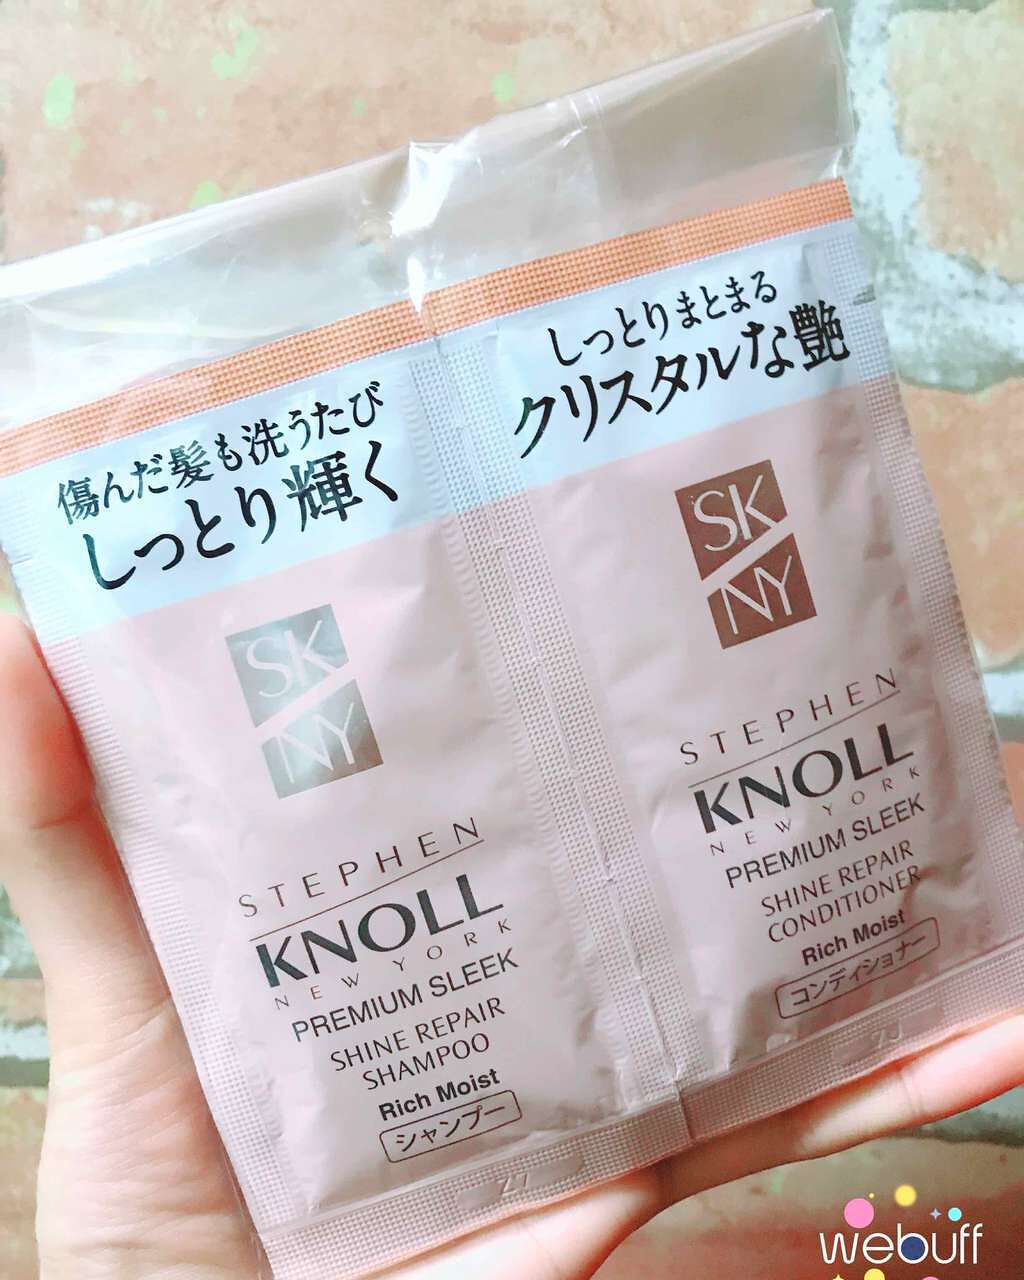 傷んだ髪も洗うたび
しっとり輝く
SK
NY
STEPHEN
KNOLL
NEW YORK
PREMIUM SLEEK
SHINE REPAIR
SHAMPOO
Rich Moist
シャンプー
27
しっとりまとまる
クリスタルな艶
SK
NY
STEPHEN
KNOLL
NEW YORK
PREMIUM SLEEK
SHINE REPAIR
CONDITIONER
Rich Moist
コンディショナー
webuff